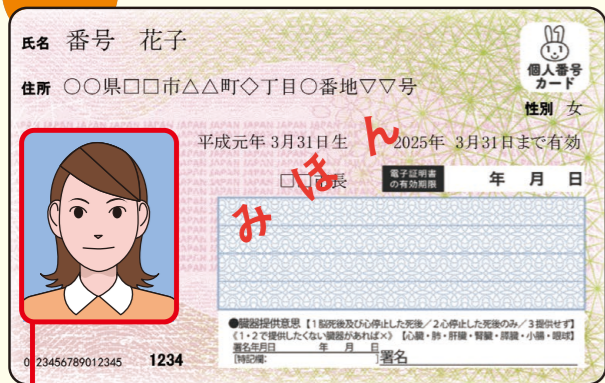 氏名 番号 花子
個人番号
カード
住所 〇〇県□□市△△町◇丁目〇番地▽▽号
性別 女
平成元年 3月31日生 2025年 3月31日まで有効
□□市長
電子証明書
の有効期限
年 月 日
みほん
●臓器提供意思【1 脳死後及び心停止した死後／2 心停止した死後のみ／3 提供せず】
《1・2で提供したくない臓器があれば×》【心臓・肺・肝臓・腎臓・膵臓・小腸・眼球】
署名年月日 年 月 日
[特記欄: ]署名
0123456789012345 1234